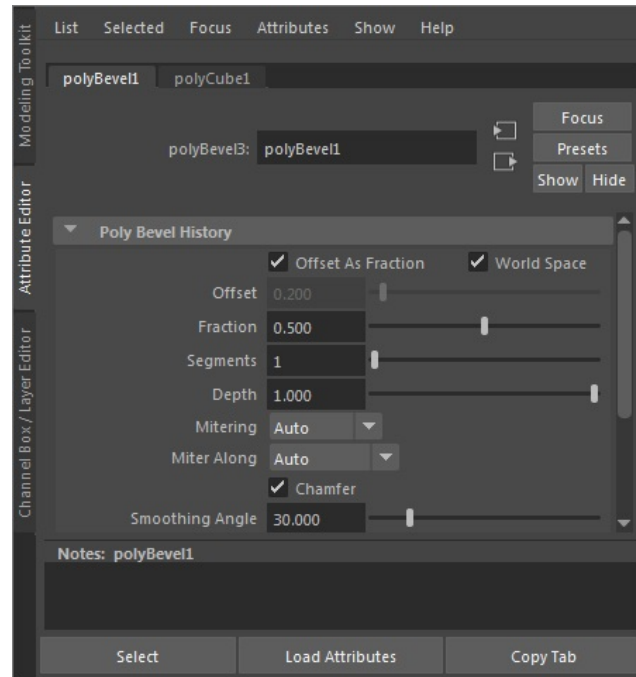 List Selected Focus Attributes Show Help
polyBevel1 polyCube1
Focus
polyBevel3: polyBevel1 Presets
Show Hide
Poly Bevel History
Offset As Fraction World Space
Offset 0.200
Fraction 0.500
Segments 1
Depth 1.000
Mitering Auto
Miter Along Auto
Chamfer
Smoothing Angle 30.000
Notes: polyBevel1
Select Load Attributes Copy Tab
Modeling Toolkit
Attribute Editor
Channel Box / Layer Editor